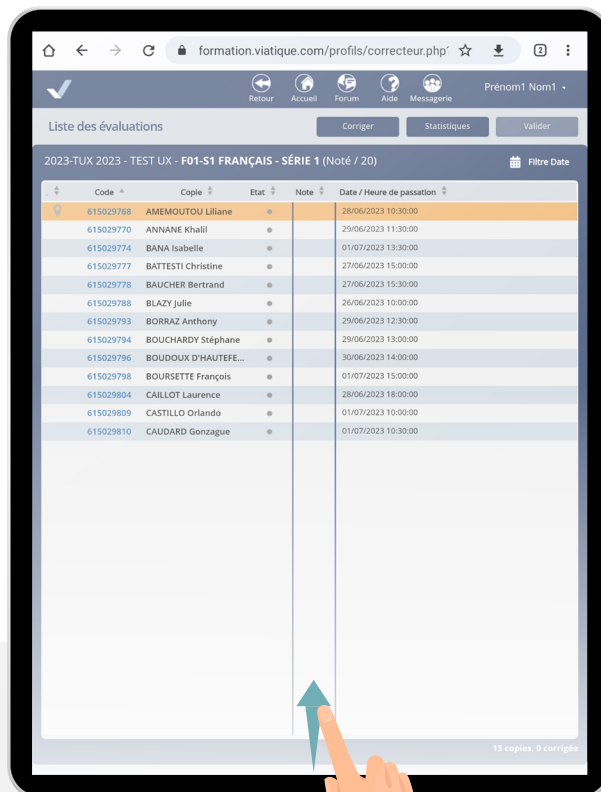 formation.viatique.com/profils/correcteur.php
2
Retour Accueil Forum Aide Messagerie Prénom1 Nom1
Liste des évaluations Corriger Statistiques Valider
2023-TUX 2023 - TEST UX - F01-S1 FRANÇAIS - SÉRIE 1 (Noté / 20) Filtre Date
Code Copie Etat Note Date / Heure de passation
615029768 AMEMOUTOU Liliane 28/06/2023 10:30:00
615029770 ANNANE Khalil 29/06/2023 11:30:00
615029774 BANA Isabelle 01/07/2023 13:30:00
615029777 BATTESTI Christine 27/06/2023 15:00:00
615029778 BAUCHER Bertrand 27/06/2023 15:30:00
615029788 BLAZY Julie 26/06/2023 10:00:00
615029793 BORRAZ Anthony 29/06/2023 12:30:00
615029794 BOUCHARDY Stéphane 29/06/2023 13:00:00
615029796 BOUDOUX D'HAUTEFE... 30/06/2023 14:00:00
615029798 BOURSETTE François 01/07/2023 15:00:00
615029804 CAILLOT Laurence 28/06/2023 18:00:00
615029809 CASTILLO Orlando 01/07/2023 10:00:00
615029810 CAUDARD Gonzague 01/07/2023 10:30:00
13 copies, 0 corrigée